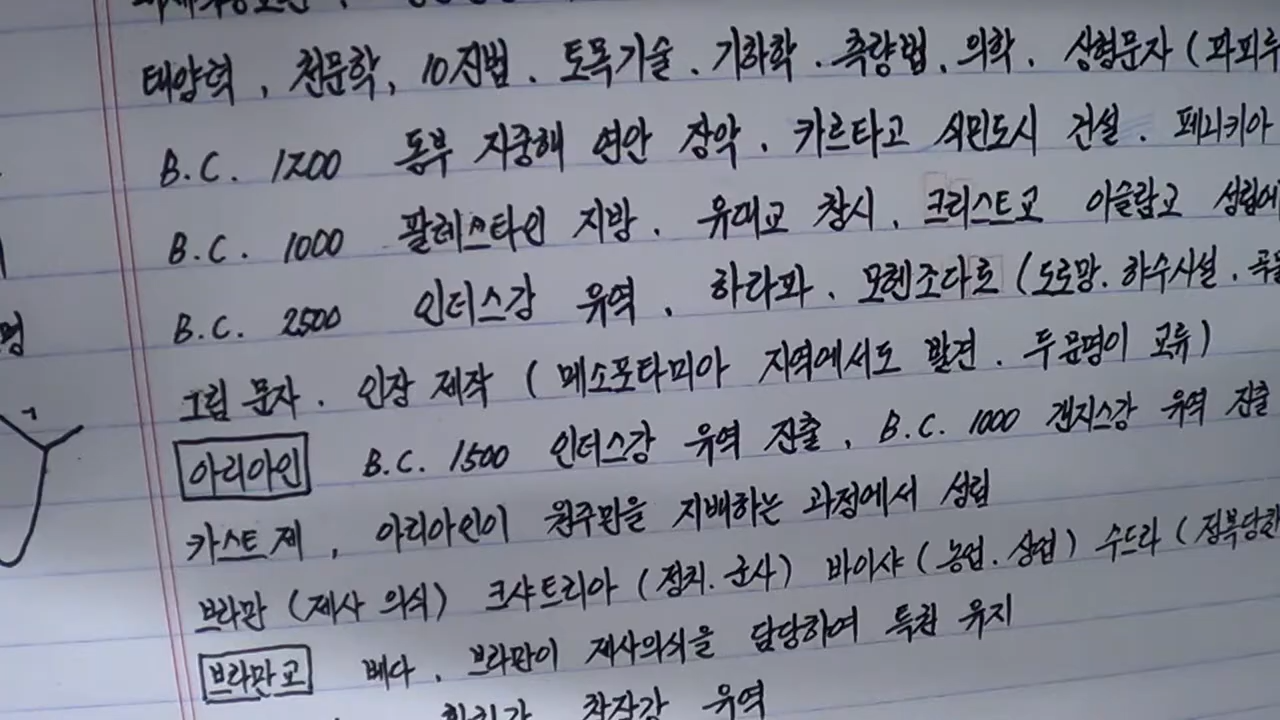 태양력, 천문학, 10진법. 토목기술. 기하학. 측량법. 의학. 상형문자 (파피루
B.C. 1200 동부 지중해 연안 장악. 카르타고 식민도시 건설. 페니키아
B.C. 1000 팔레스타인 지방. 유대교 창시. 크리스트교 이슬람교 성립에
B.C. 2500 인더스강 유역. 하라파. 모헨조다로 (도로망. 하수시설. 곡물
그림 문자. 인장 제작 (메소포타미아 지역에서도 발견. 두 문명이 교류)
아리아인 B.C. 1500 인더스강 유역 진출. B.C. 1000 갠지스강 유역 진출
카스트제, 아리아인이 원주민을 지배하는 과정에서 성립
브라만 (제사 의식) 크샤트리아 (정치. 군사) 바이샤 (농업. 상업) 수드라 (정복당한
브라만교 베다. 브라만이 제사의식을 담당하여 특권 유지
유역